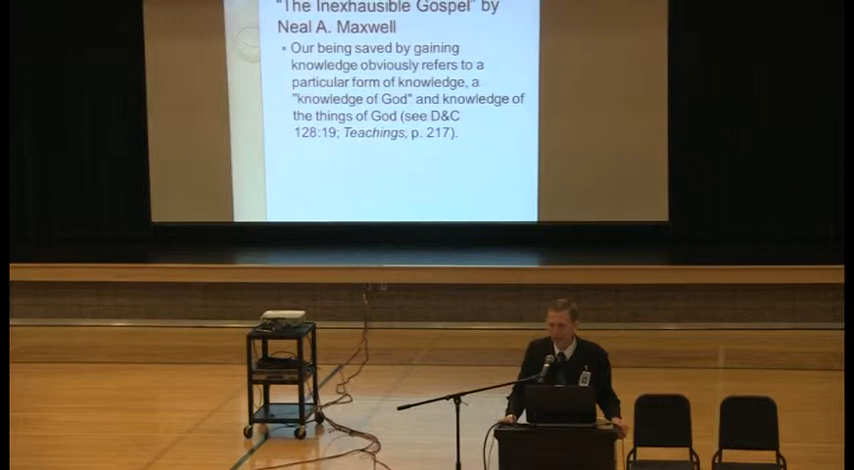 "The Inexhausible Gospel" by
Neal A. Maxwell
• Our being saved by gaining
knowledge obviously refers to a
particular form of knowledge, a
"knowledge of God" and knowledge of
the things of God (see D&C
128:19; Teachings, p. 217).